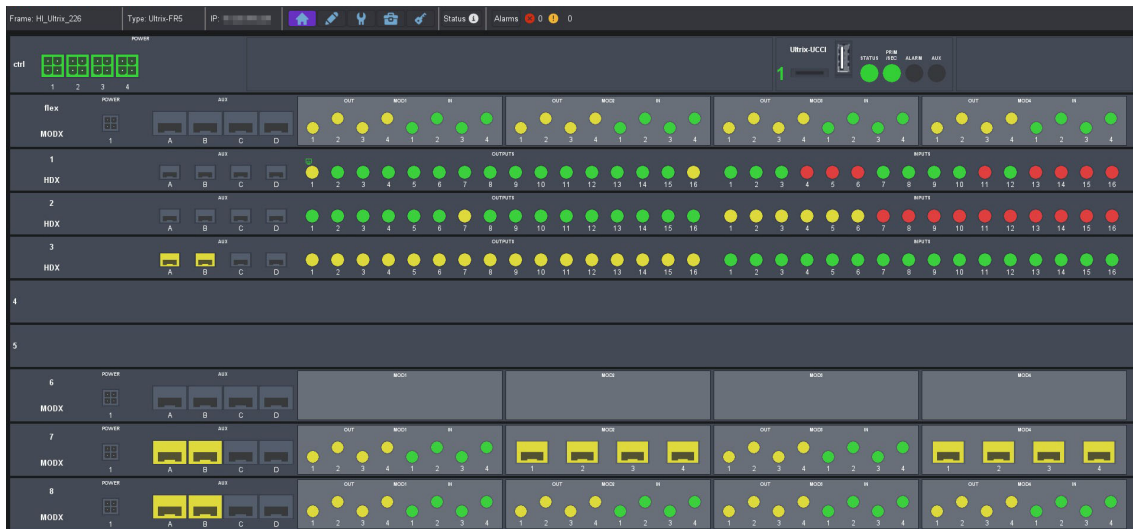 Frame: HI_Ultrix_226 Type: Ultrix-FR5 IP: Status Alarms 0 0
POWER
ctrl
1 2 3 4
Ultrix-UCCI
1
STATUS PRIM /SEC ALARM AUX
flex POWER AUX OUT MOD1 IN OUT MOD2 IN OUT MOD3 IN OUT MOD4 IN
MODX
1 A B C D 1 2 3 4 1 2 3 4 1 2 3 4 1 2 3 4 1 2 3 4 1 2 3 4 1 2 3 4 1 2 3 4
1 AUX OUTPUTS INPUTS
HDX
A B C D 1 2 3 4 5 6 7 8 9 10 11 12 13 14 15 16 1 2 3 4 5 6 7 8 9 10 11 12 13 14 15 16
2 AUX OUTPUTS INPUTS
HDX
A B C D 1 2 3 4 5 6 7 8 9 10 11 12 13 14 15 16 1 2 3 4 5 6 7 8 9 10 11 12 13 14 15 16
3 AUX OUTPUTS INPUTS
HDX
A B C D 1 2 3 4 5 6 7 8 9 10 11 12 13 14 15 16 1 2 3 4 5 6 7 8 9 10 11 12 13 14 15 16
4
5
6 POWER AUX MOD1 MOD2 MOD3 MOD4
MODX
1 A B C D
7 POWER AUX OUT MOD1 IN MOD2 OUT MOD3 IN MOD4
MODX
1 A B C D 1 2 3 4 1 2 3 4 1 2 3 4 1 2 3 4 1 2 3 4 1 2 3 4
8 POWER AUX OUT MOD1 IN OUT MOD2 IN OUT MOD3 IN OUT MOD4 IN
MODX
1 A B C D 1 2 3 4 1 2 3 4 1 2 3 4 1 2 3 4 1 2 3 4 1 2 3 4 1 2 3 4 1 2 3 4